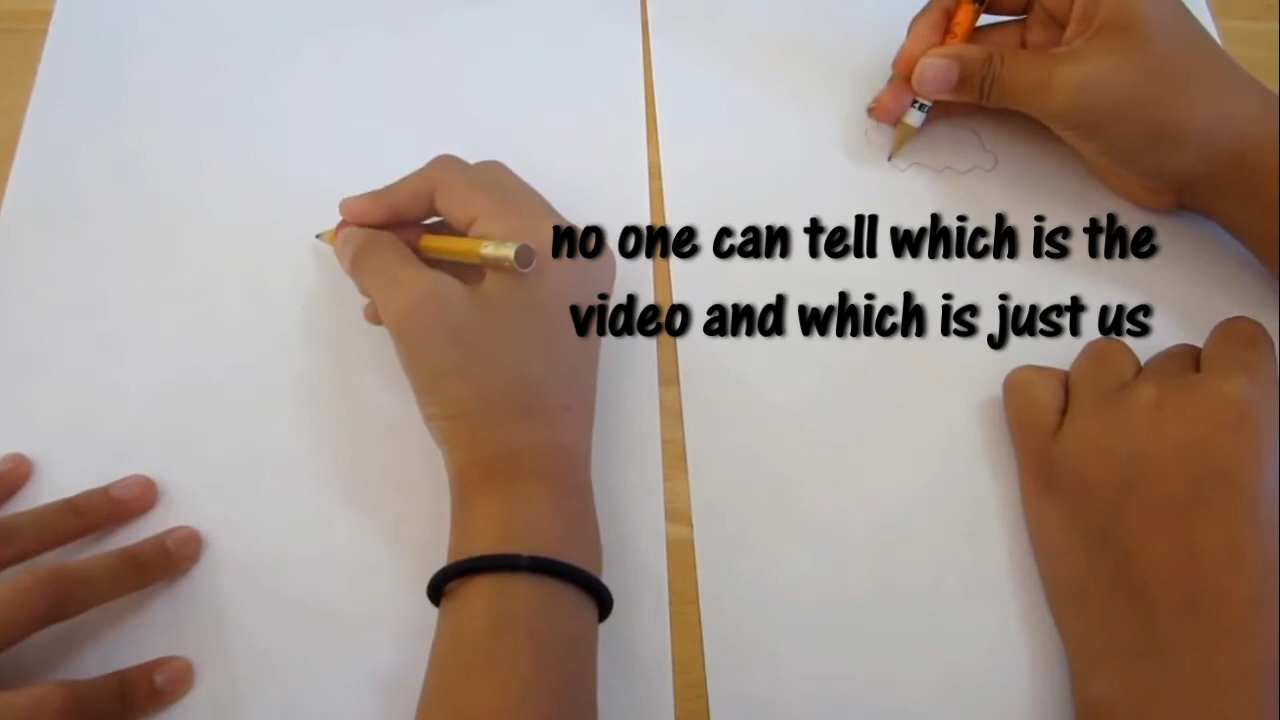 no one can tell which is the
video and which is just us